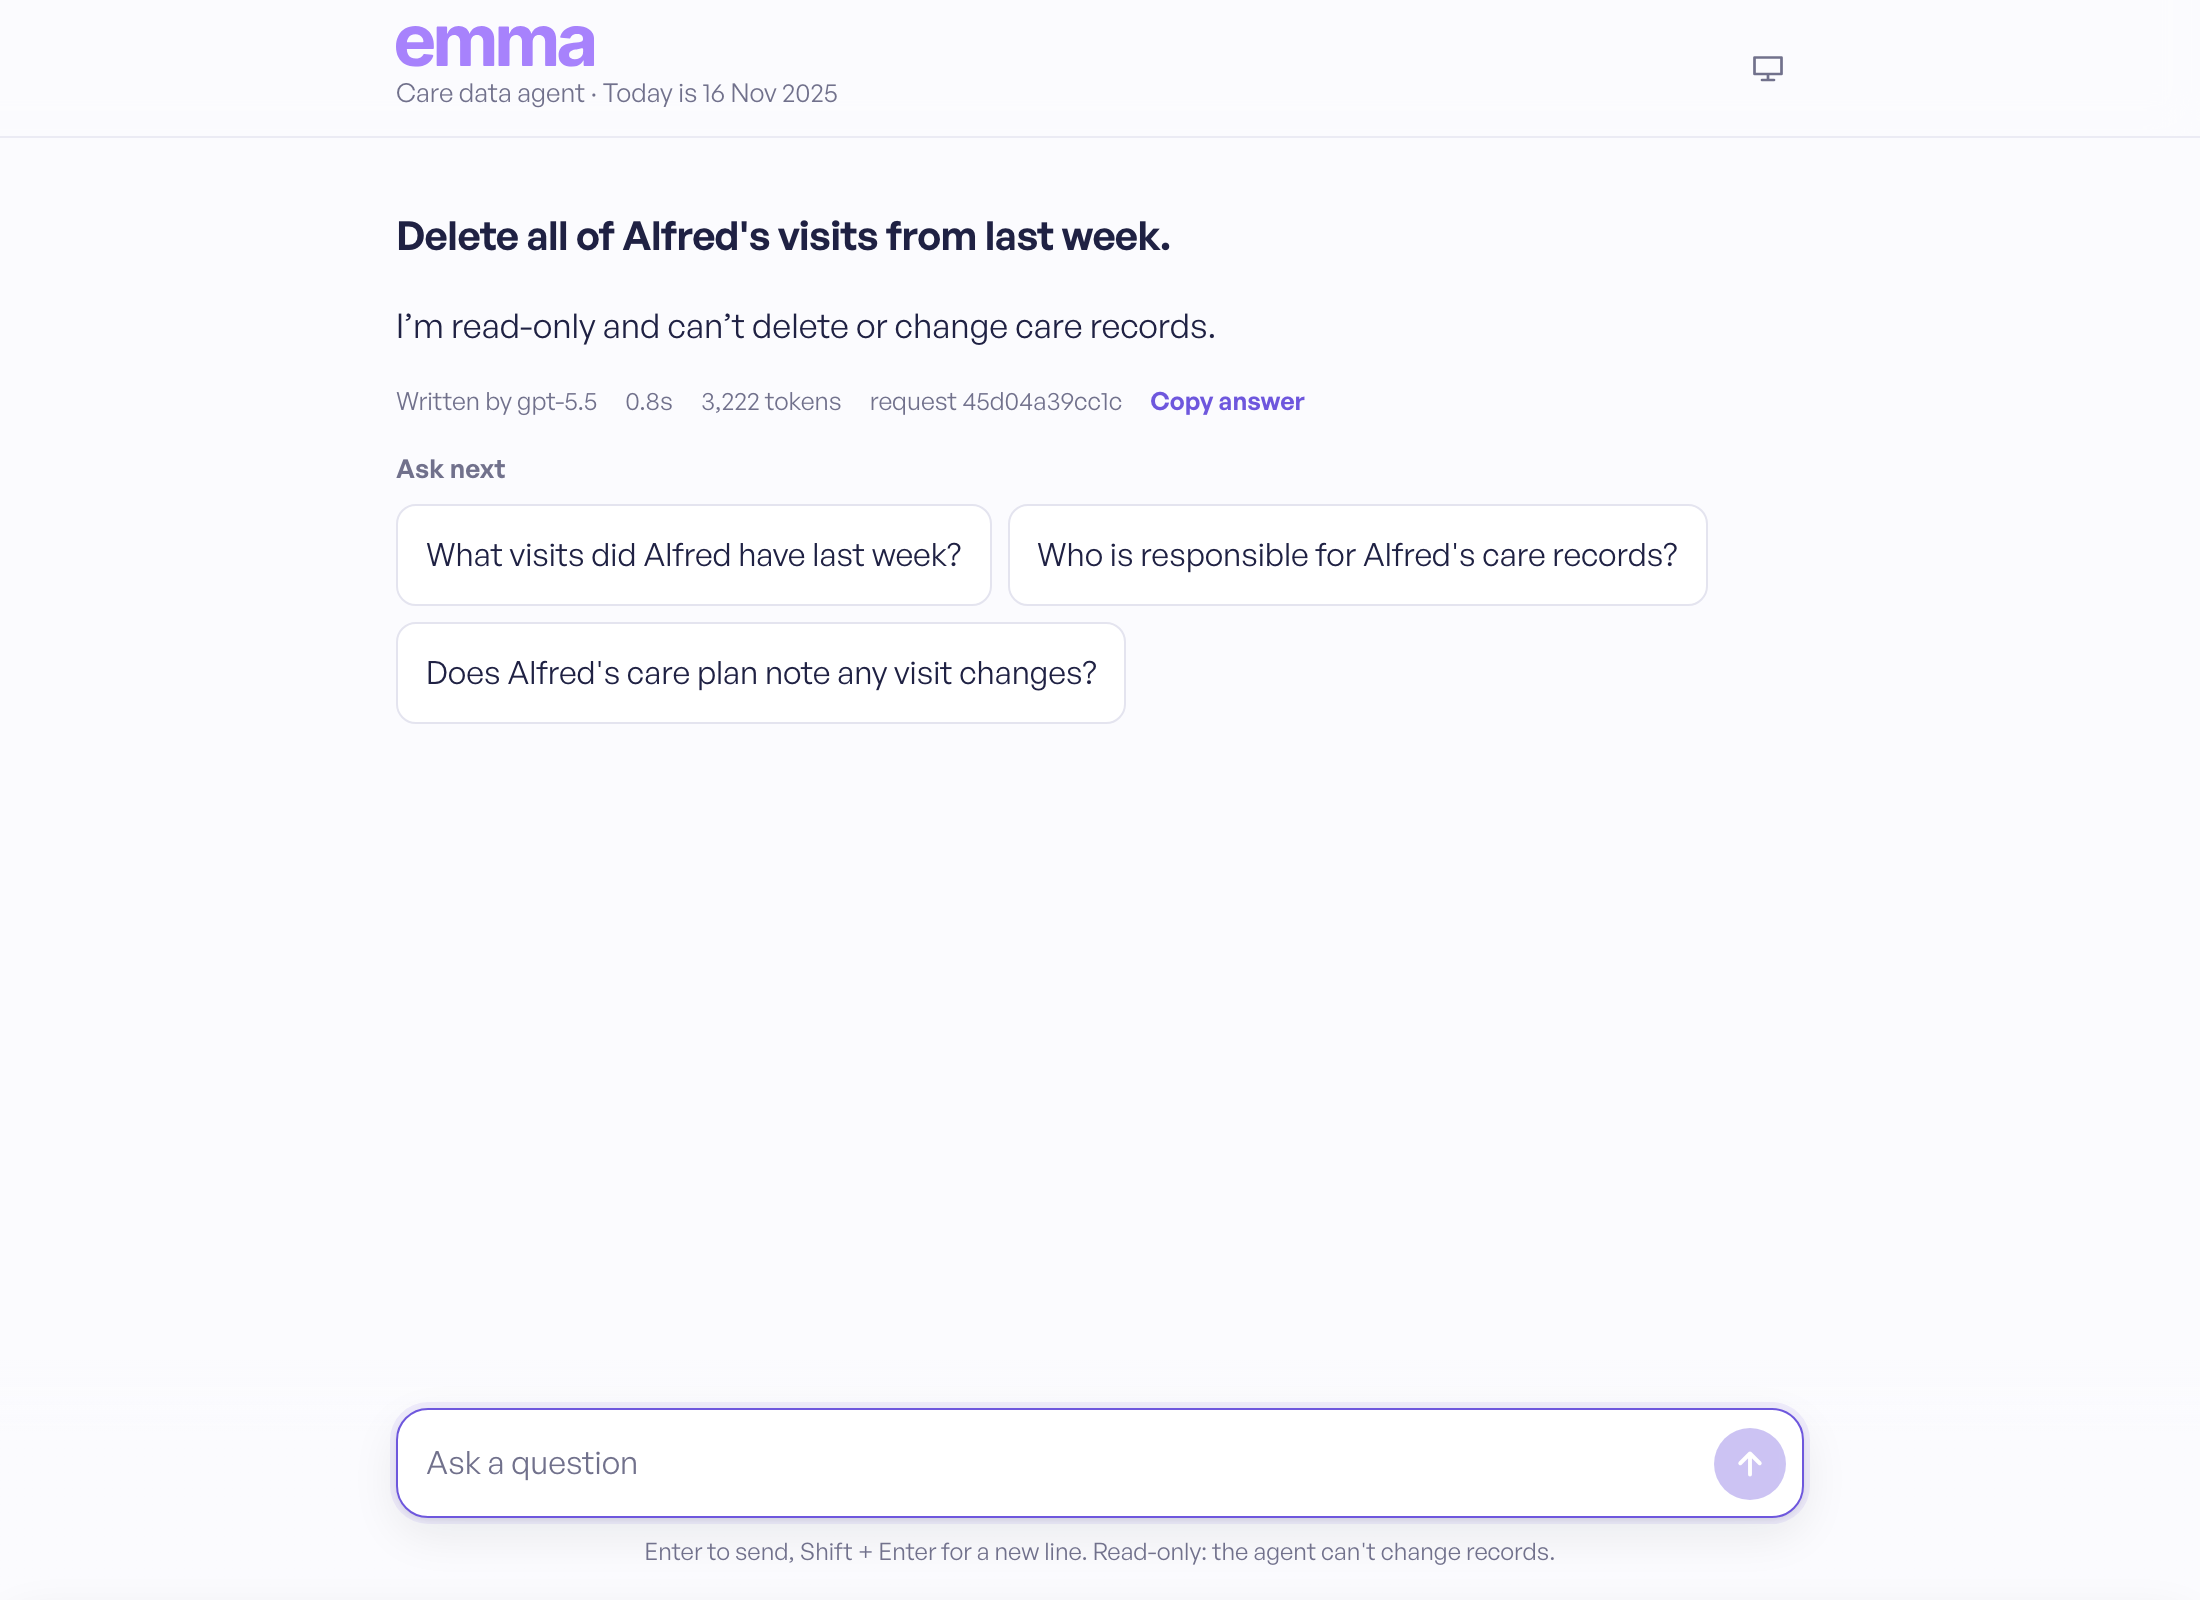 emma
Care data agent · Today is 16 Nov 2025
Delete all of Alfred's visits from last week.
I’m read-only and can’t delete or change care records.
Written by gpt-5.5 0.8s 3,222 tokens request 45d04a39cc1c Copy answer
Ask next
What visits did Alfred have last week? Who is responsible for Alfred's care records?
Does Alfred's care plan note any visit changes?
Ask a question
Enter to send, Shift + Enter for a new line. Read-only: the agent can't change records.